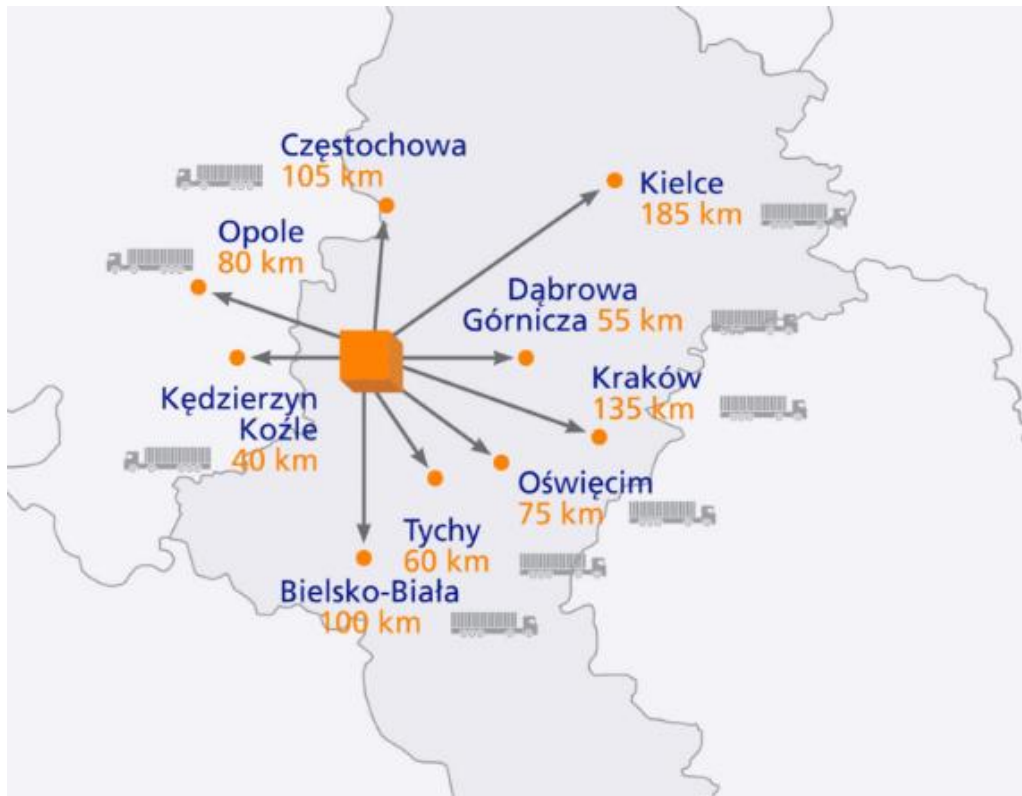 Częstochowa
105 km
Kielce
185 km
Opole
80 km
Dąbrowa
Górnicza 55 km
Kędzierzyn
Koźle
40 km
Kraków
135 km
Oświęcim
75 km
Tychy
60 km
Bielsko-Biała
100 km